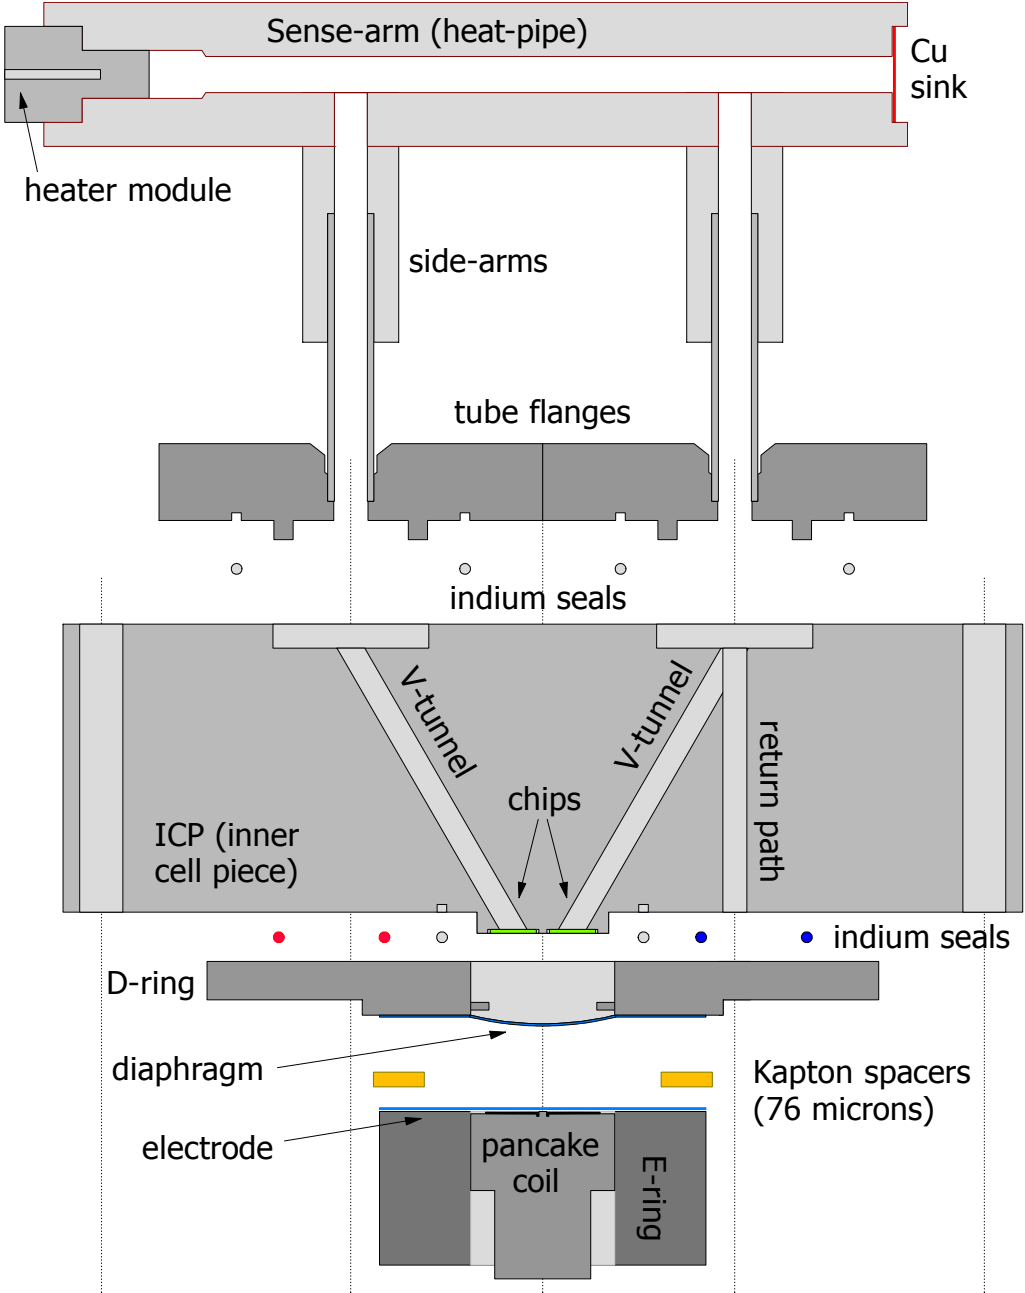 Sense-arm (heat-pipe)
Cu
sink
heater module
side-arms
tube flanges
indium seals
V-tunnel
V-tunnel
return path
chips
ICP (inner
cell piece)
indium seals
D-ring
diaphragm
Kapton spacers
(76 microns)
electrode
pancake
coil
E-ring